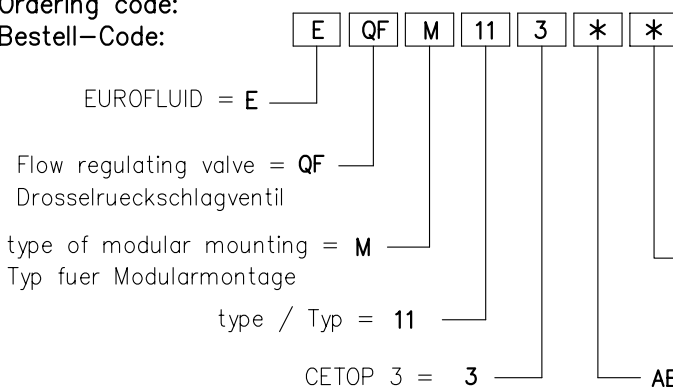 Ordering code:
Bestell-Code:
E QF M 11 3 * *
EUROFLUID = E
Flow regulating valve = QF
Drosselrueckschlagventil
type of modular mounting = M
Typ fuer Modularmontage
type / Typ = 11
CETOP 3 = 3